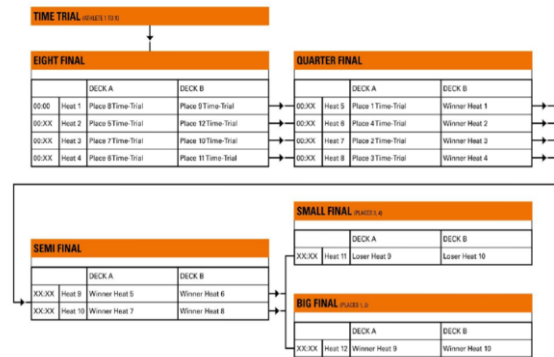 TIME TRIAL
EIGHT FINAL
DECK A DECK B
00:00 Heat 1 Place 8 Time-Trial Place 9 Time-Trial
00:XX Heat 2 Place 5 Time-Trial Place 12 Time-Trial
00:XX Heat 3 Place 7 Time-Trial Place 10 Time-Trial
00:XX Heat 4 Place 6 Time-Trial Place 11 Time-Trial
QUARTER FINAL
DECK A DECK B
00:XX Heat 5 Place 1 Time-Trial Winner Heat 1
00:XX Heat 6 Place 4 Time-Trial Winner Heat 2
00:XX Heat 7 Place 2 Time-Trial Winner Heat 3
00:XX Heat 8 Place 3 Time-Trial Winner Heat 4
SEMI FINAL
DECK A DECK B
XX:XX Heat 9 Winner Heat 5 Winner Heat 6
XX:XX Heat 10 Winner Heat 7 Winner Heat 8
SMALL FINAL (PLACES 3, 4)
DECK A DECK B
XX:XX Heat 11 Loser Heat 9 Loser Heat 10
BIG FINAL (PLACES 1, 2)
DECK A DECK B
XX:XX Heat 12 Winner Heat 9 Winner Heat 10